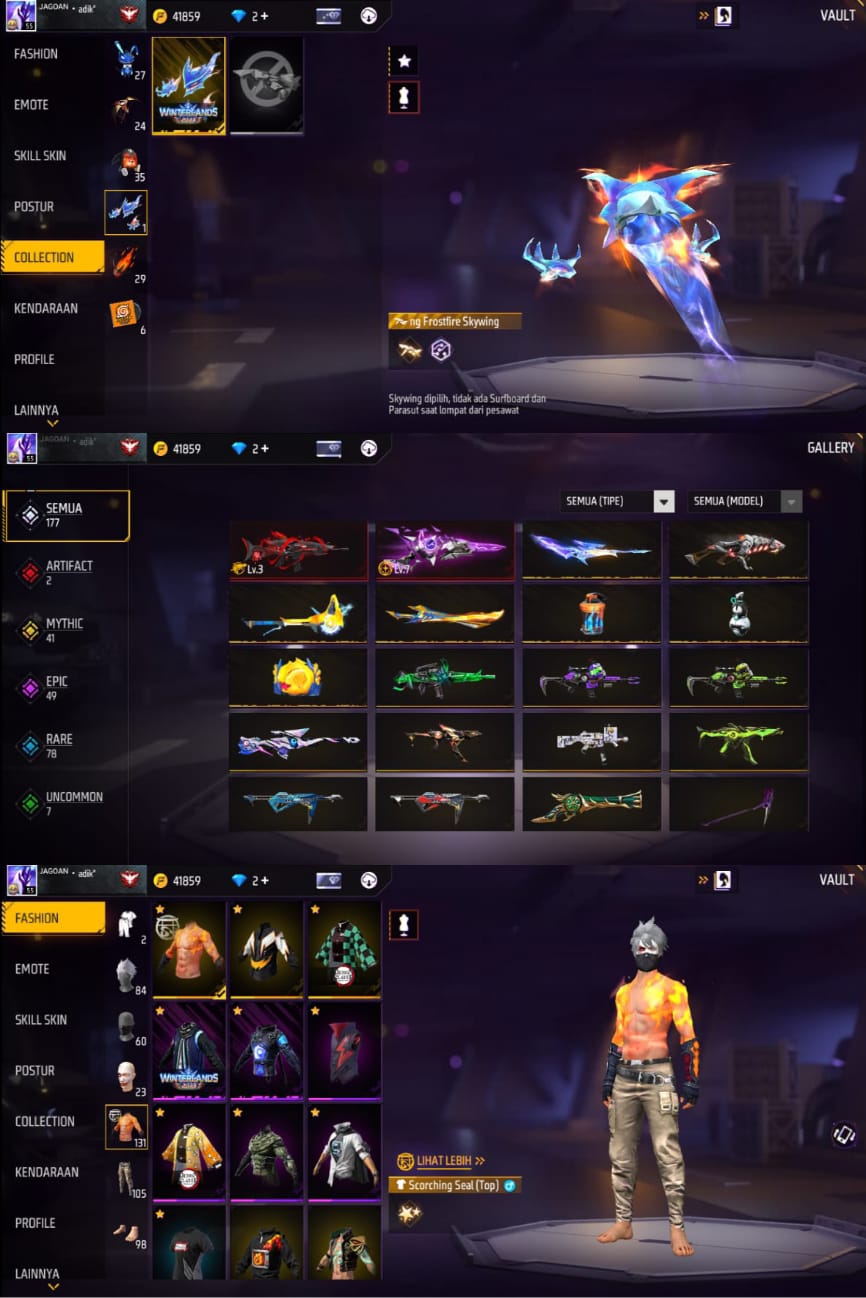 JAGOAN • adik"
55
41859
2 +
VAULT
FASHION
27
EMOTE
24
SKILL SKIN
35
POSTUR
1
COLLECTION
29
KENDARAAN
6
PROFILE
LAINNYA
WINTERLANDS
ng Frostfire Skywing
Skywing dipilih, tidak ada Surfboard dan
Parasut saat lompat dari pesawat
JAGOAN • adik"
55
41859
2 +
GALLERY
SEMUA (TIPE)
SEMUA (MODEL)
SEMUA
177
ARTIFACT
2
MYTHIC
41
EPIC
49
RARE
78
UNCOMMON
7
Lv.3
Lv.7
JAGOAN • adik"
55
41859
2 +
VAULT
FASHION
2
EMOTE
84
SKILL SKIN
60
POSTUR
23
COLLECTION
131
KENDARAAN
105
PROFILE
98
LAINNYA
WINTERLANDS
LIHAT LEBIH >>
Scorching Seal (Top)